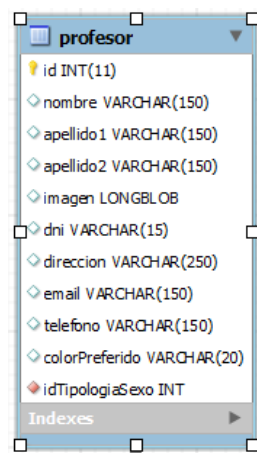 profesor
id INT(11)
nombre VARCHAR(150)
apellido1 VARCHAR(150)
apellido2 VARCHAR(150)
imagen LONGBLOB
dni VARCHAR(15)
direccion VARCHAR(250)
email VARCHAR(150)
telefono VARCHAR(150)
colorPreferido VARCHAR(20)
idTipologiaSexo INT
Indexes